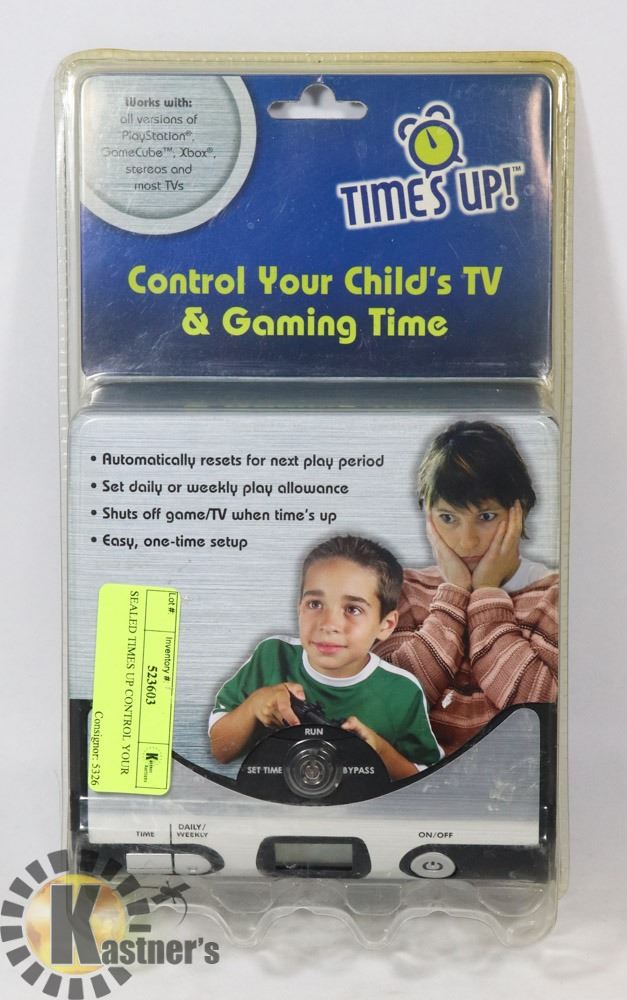 Works with:
all versions of
PlayStation®,
GameCube™, Xbox®,
stereos and
most TVs
TIME'S UP!™
Control Your Child's TV
& Gaming Time
• Automatically resets for next play period
• Set daily or weekly play allowance
• Shuts off game/TV when time's up
• Easy, one-time setup
Lot #:
Inventory #:
523603
Kastner Auctions
SEALED TIMES UP CONTROL YOUR
Consignor: 5326
RUN
SET TIME
BYPASS
TIME
DAILY/
WEEKLY
ON/OFF
Kastner's